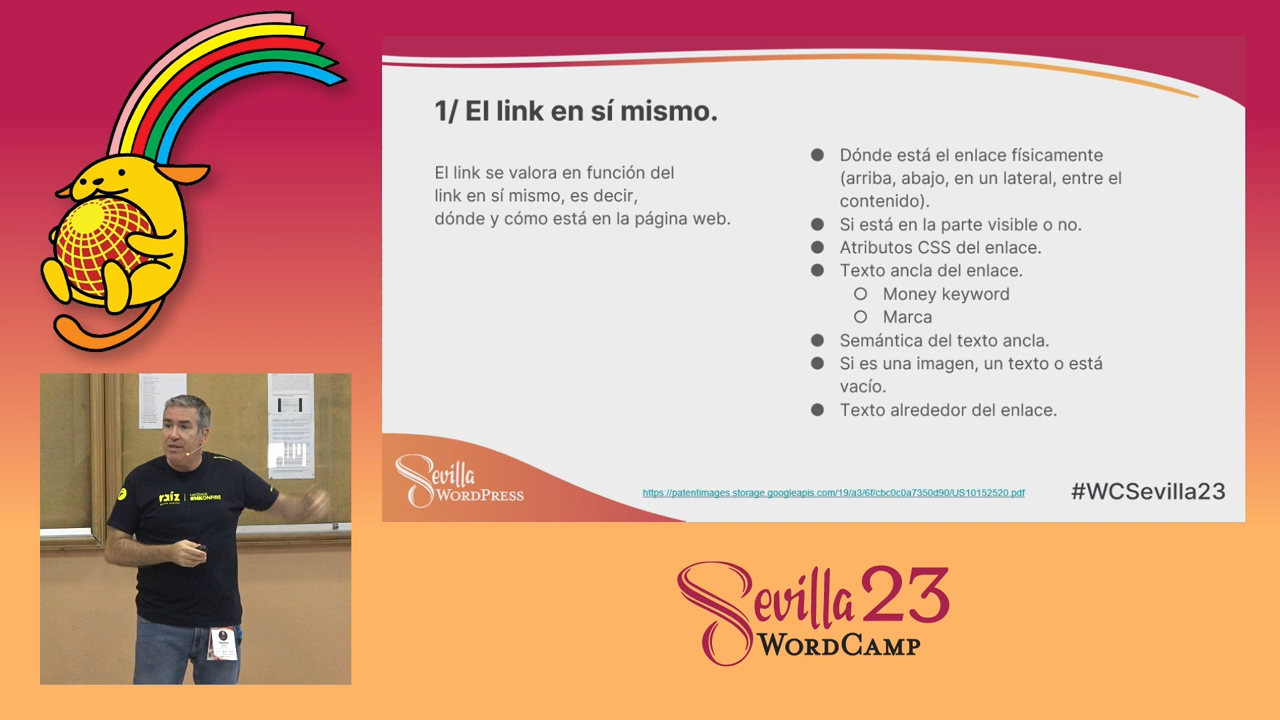 1/ El link en sí mismo.
El link se valora en función del
link en sí mismo, es decir,
dónde y cómo está en la página web.
● Dónde está el enlace físicamente
(arriba, abajo, en un lateral, entre el
contenido).
● Si está en la parte visible o no.
● Atributos CSS del enlace.
● Texto ancla del enlace.
○ Money keyword
○ Marca
● Semántica del texto ancla.
● Si es una imagen, un texto o está
vacío.
● Texto alrededor del enlace.
Sevilla
WORDPRESS
https://patentimages.storage.googleapis.com/19/a3/6f/cbc0c0a7350d90/US10152520.pdf
#WCSevilla23
raíz
LINKONFIRE
Sevilla 23
WORDCAMP